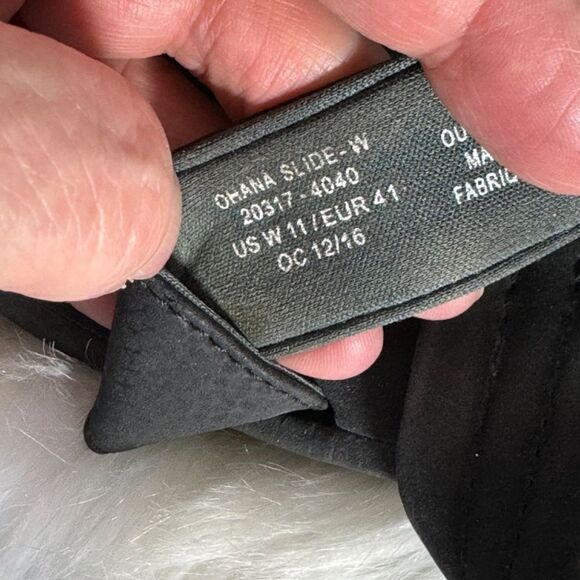 OHANA SLIDE-W
20317-4040
US W 11/EUR 41
OC 12/16
OU
MA
FABRIC